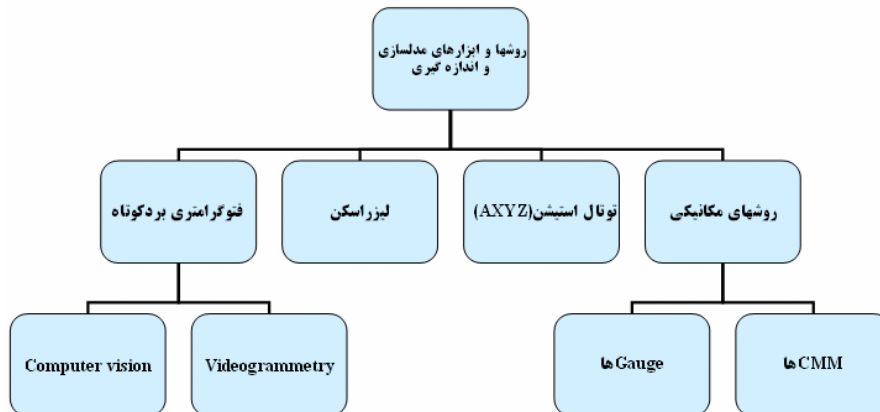 روشها و ابزارهای مدلسازی
و اندازه گیری
روشهای مکانیکی
توتال استیشن(AXYZ)
لیزراسکن
فتوگرامتری بردکوتاه
CMMها
Gaugeها
Videogrammetry
Computer vision